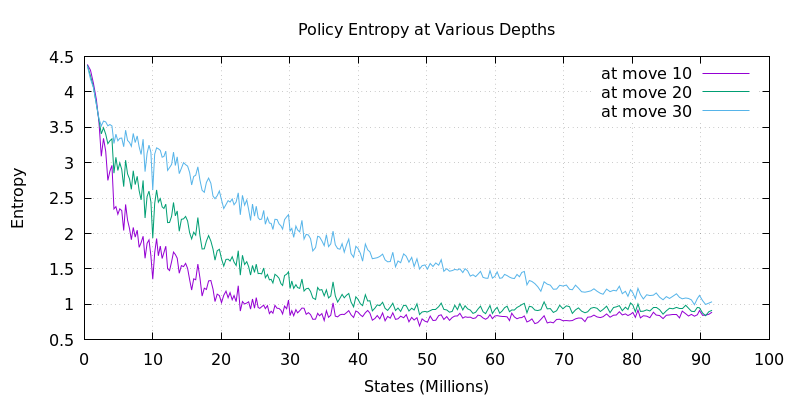 Policy Entropy at Various Depths
4.5
4
3.5
3
2.5
2
1.5
1
0.5
Entropy
at move 10
at move 20
at move 30
0 10 20 30 40 50 60 70 80 90 100
States (Millions)